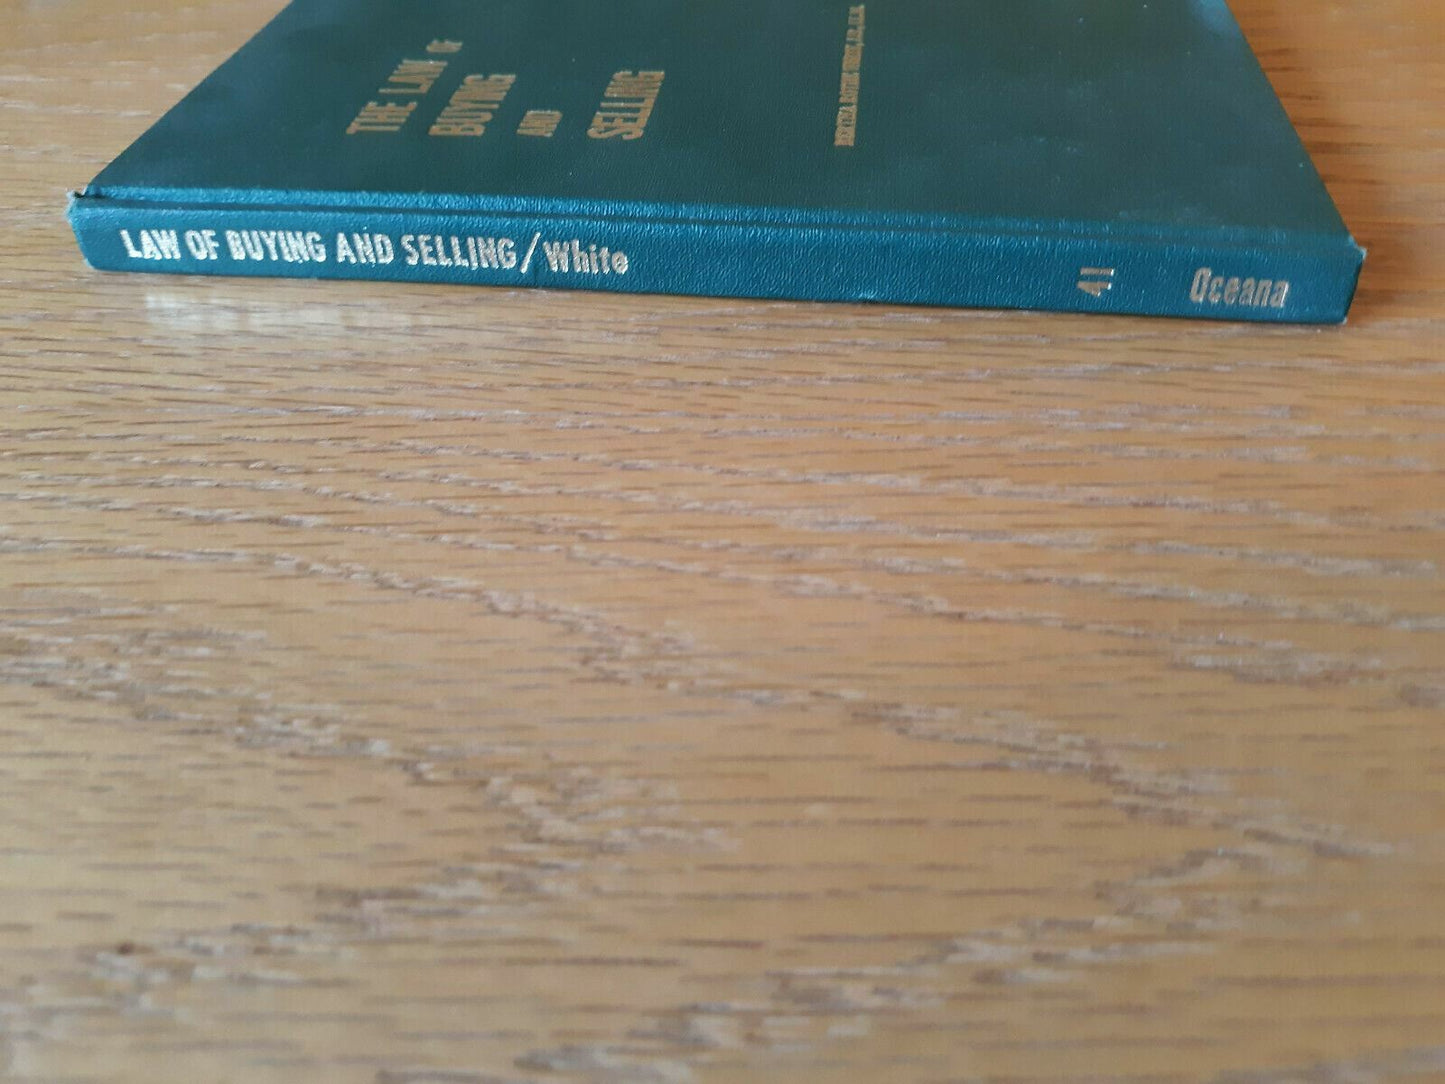 THE LAW OF
BUYING
AND
SELLING
LAW OF BUYING AND SELLING/White
41
Oceana